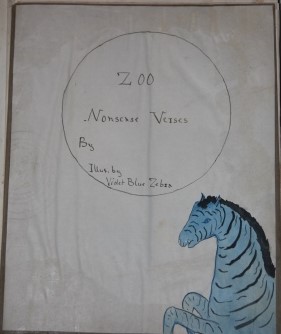 ZOO
Nonsense Verses
By
Illus. by
Violet Blue Zebra